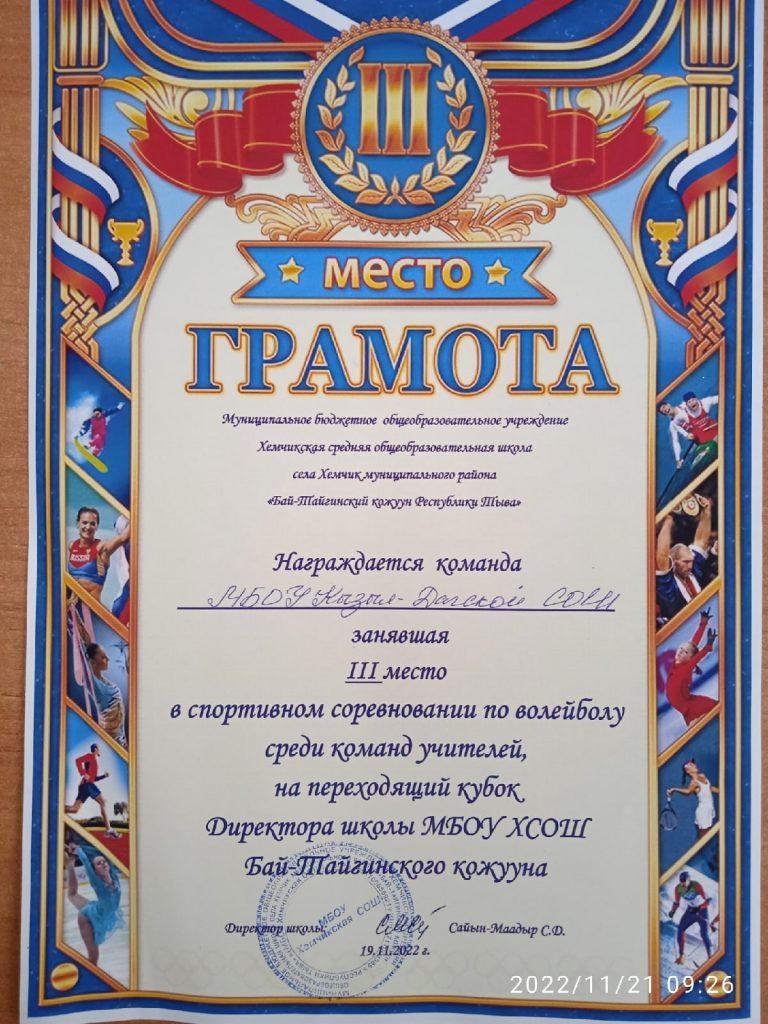 III
место
ГРАМОТА
Муниципальное бюджетное общеобразовательное учреждение
Хемчикская средняя общеобразовательная школа
села Хемчик муниципального района
«Бай-Тайгинский кожуун Республики Тыва»
Награждается команда
МБОУ Кызыл-Дагской СОШ
занявшая
III место
в спортивном соревновании по волейболу
среди команд учителей,
на переходящий кубок
Директора школы МБОУ ХСОШ
Бай-Тайгинского кожууна
МБОУ
Хемчикская СОШ
Директор школы: Сайын-Маадыр С.Д.
19.11.2022 г.
2022/11/21 09:26